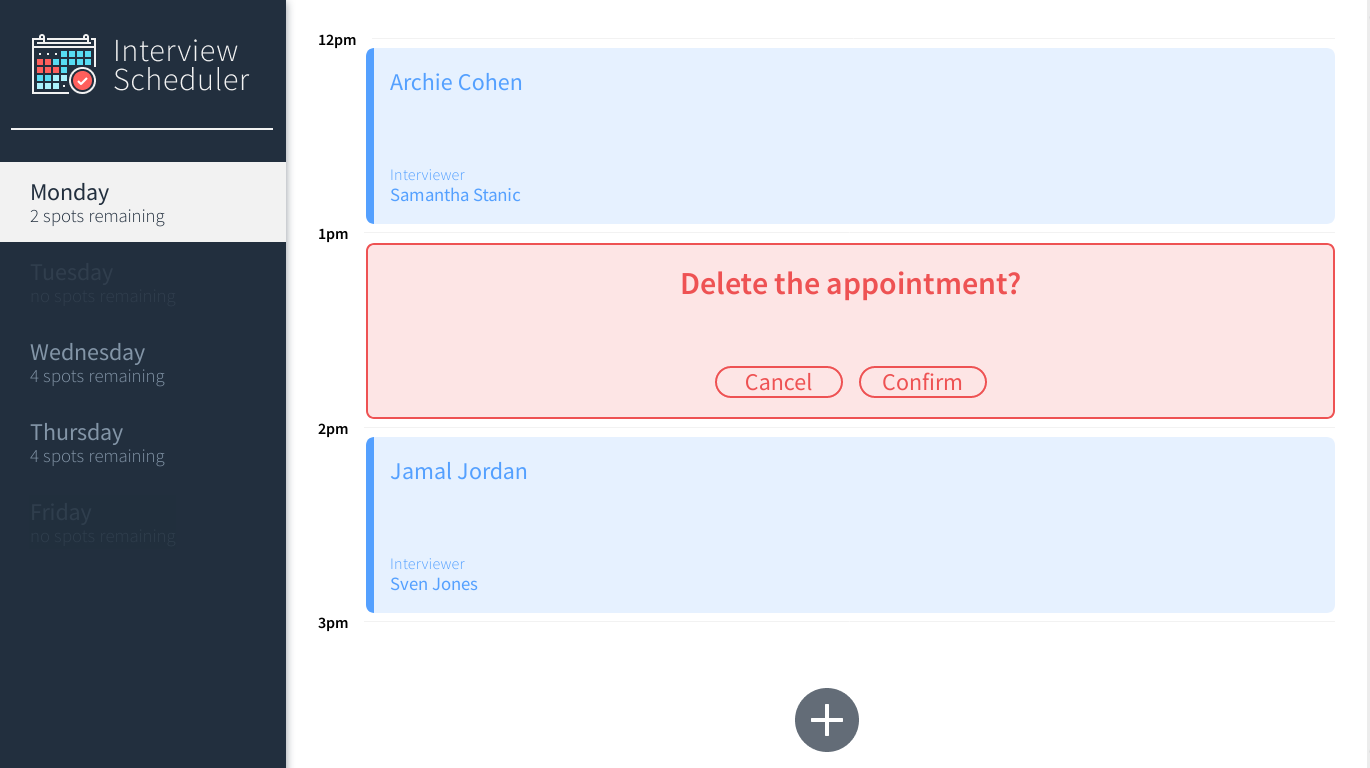 Interview
Scheduler
Monday
2 spots remaining
Tuesday
no spots remaining
Wednesday
4 spots remaining
Thursday
4 spots remaining
Friday
no spots remaining
12pm
Archie Cohen
Interviewer
Samantha Stanic
1pm
Delete the appointment?
Cancel Confirm
2pm
Jamal Jordan
Interviewer
Sven Jones
3pm